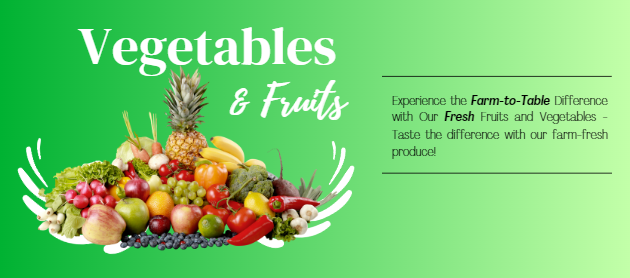 Vegetables
& Fruits
Experience the Farm-to-Table Difference
with Our Fresh Fruits and Vegetables -
Taste the difference with our farm-fresh
produce!